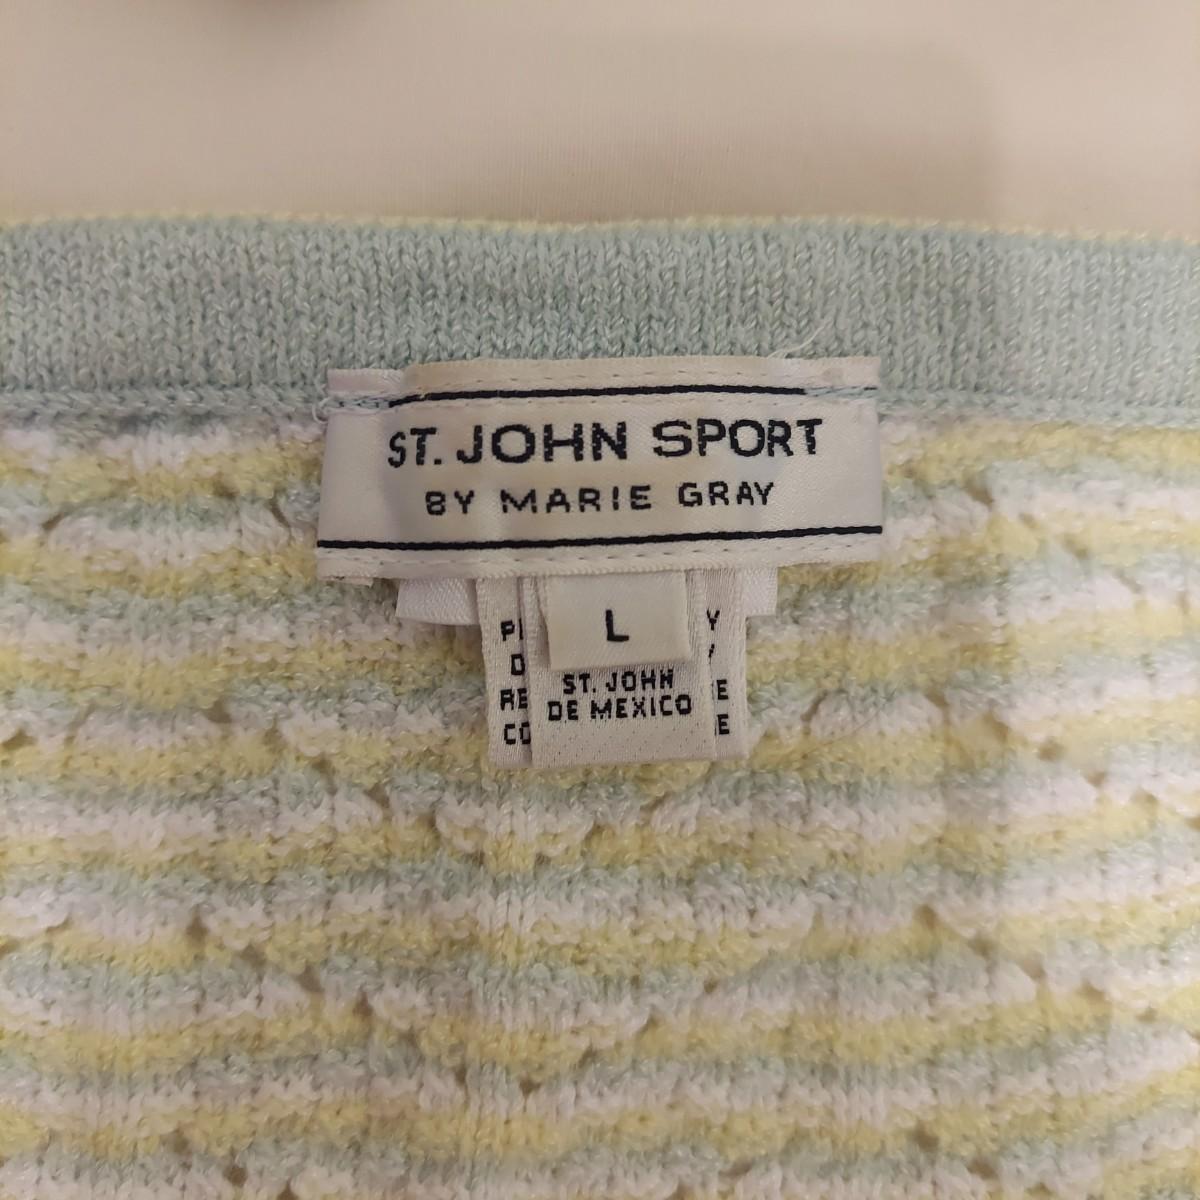 ST. JOHN SPORT
BY MARIE GRAY
L
ST. JOHN
DE MEXICO